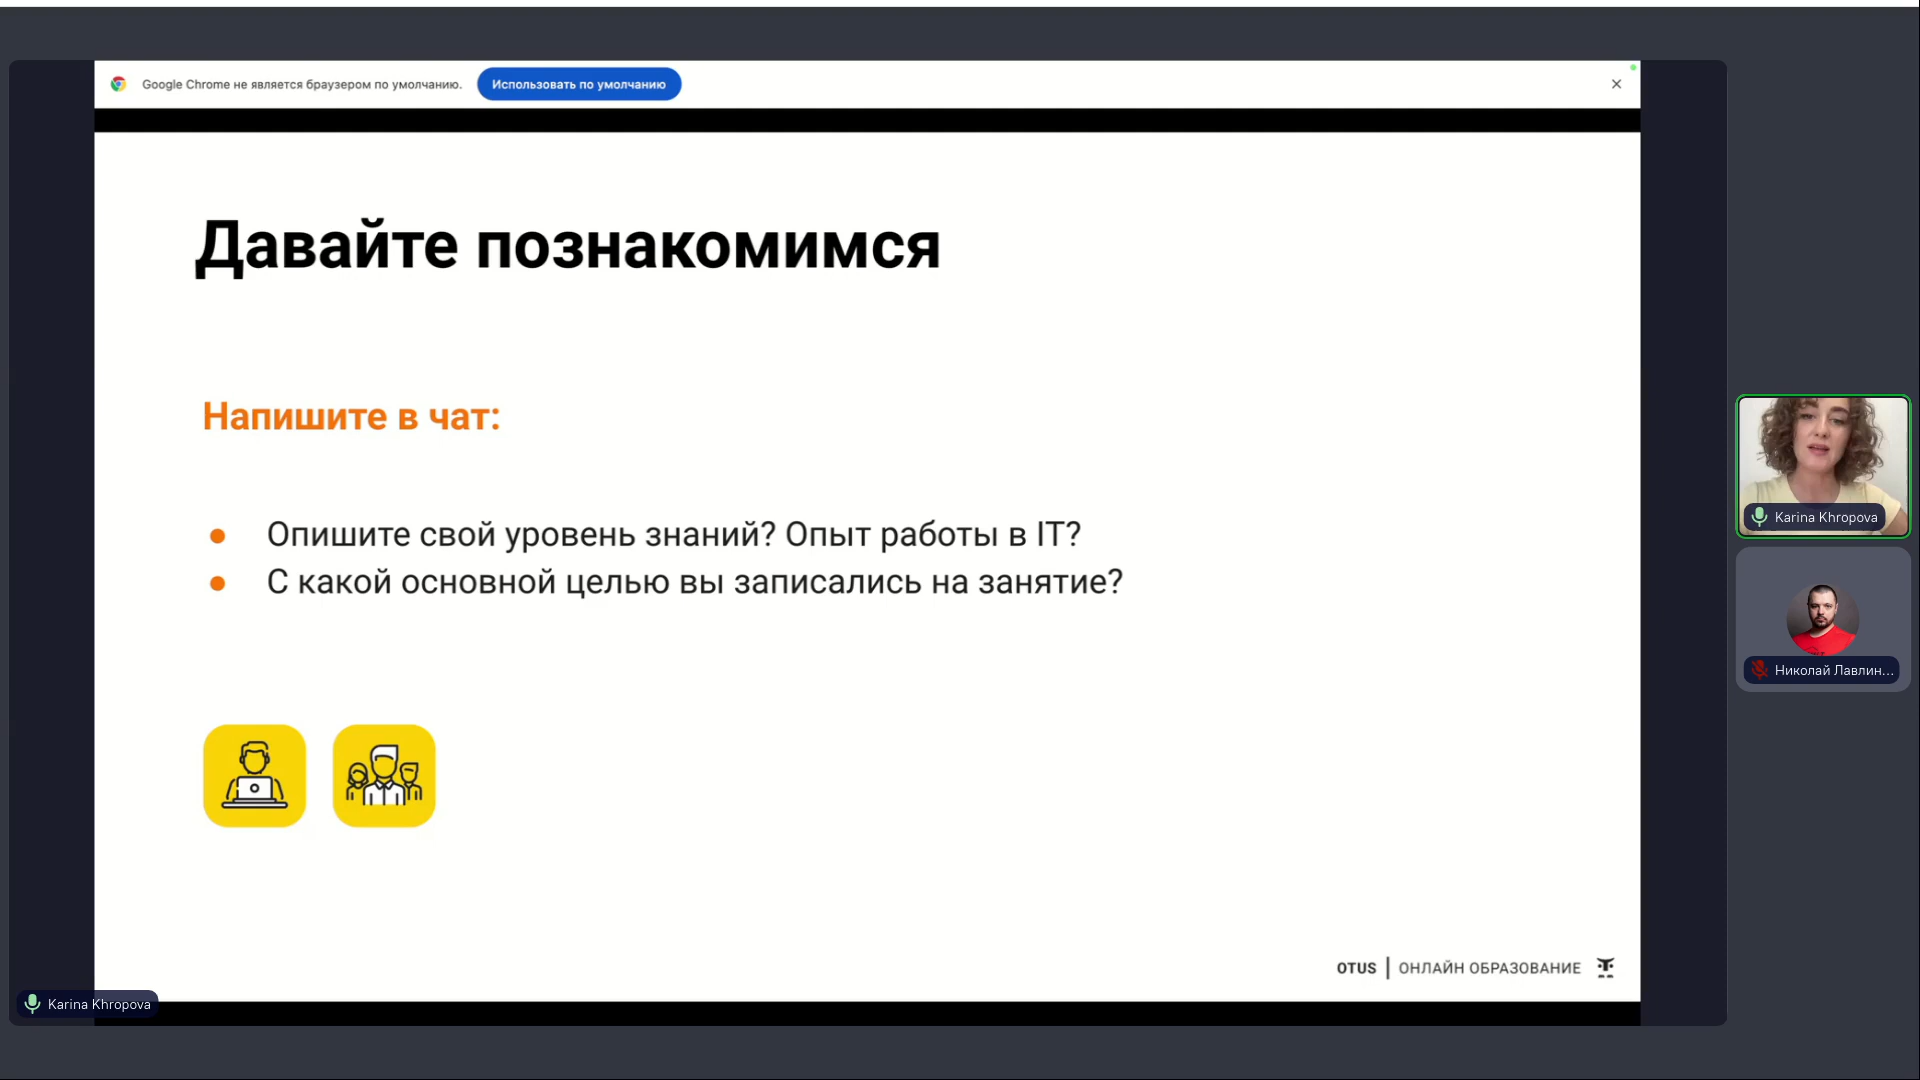 Google Chrome не является браузером по умолчанию.
Использовать по умолчанию
Давайте познакомимся
Напишите в чат:
Опишите свой уровень знаний? Опыт работы в IT?
С какой основной целью вы записались на занятие?
OTUS | ОНЛАЙН ОБРАЗОВАНИЕ
Karina Khropova
Karina Khropova
Николай Лавлин...